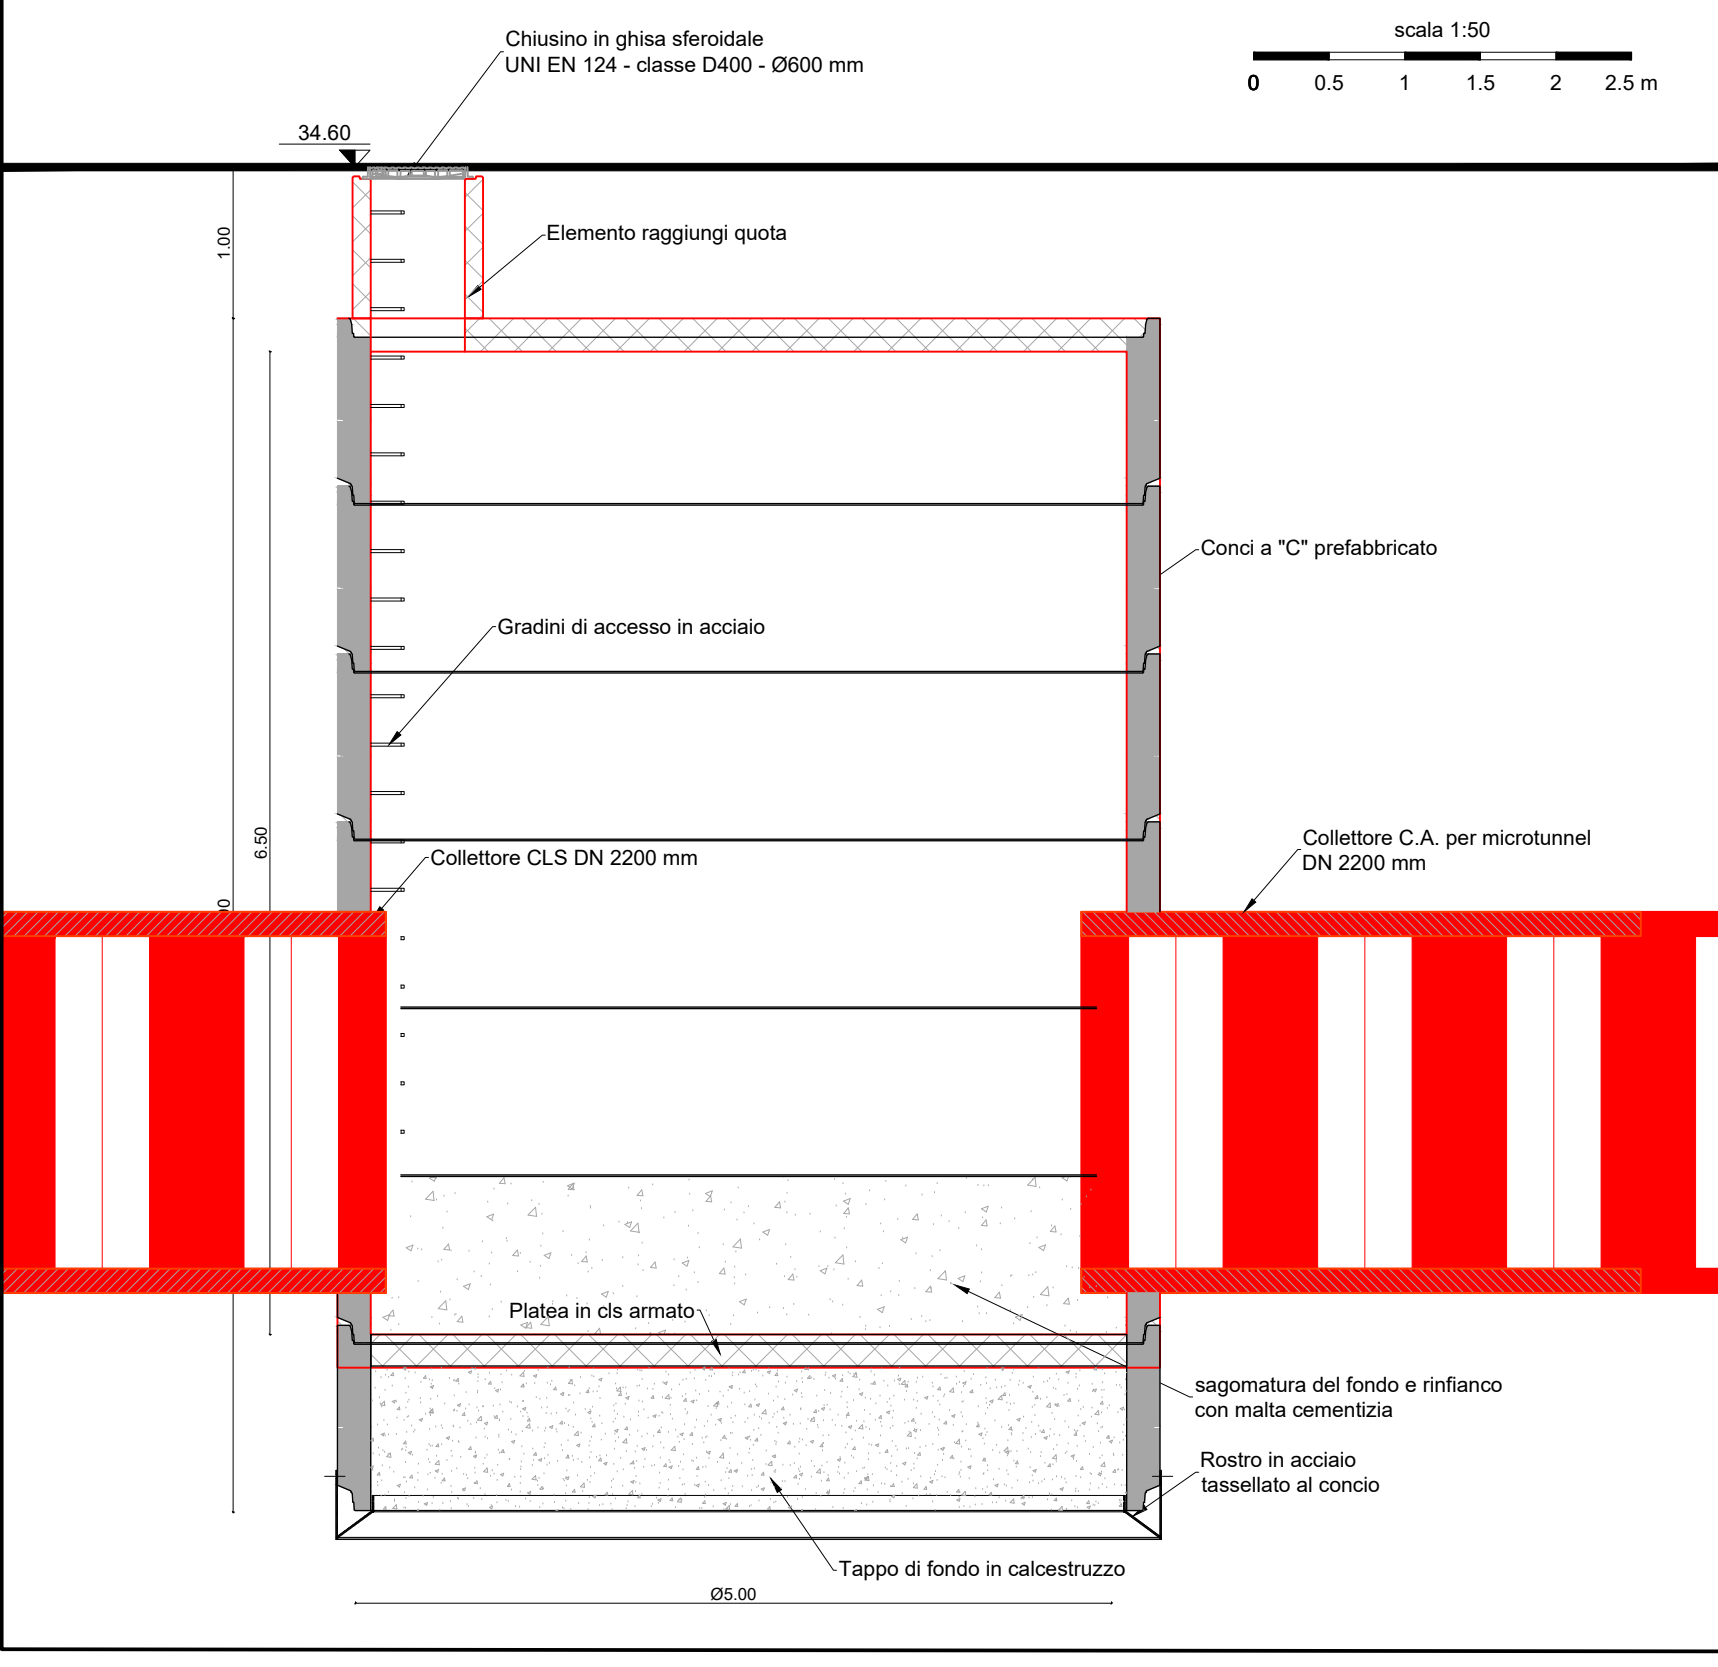 Chiusino in ghisa sferoidale
UNI EN 124 - classe D400 - Ø600 mm
scala 1:50
0 0.5 1 1.5 2 2.5 m
34.60
1.00
Elemento raggiungi quota
Conci a "C" prefabbricato
Gradini di accesso in acciaio
6.50
Collettore CLS DN 2200 mm
Collettore C.A. per microtunnel
DN 2200 mm
Platea in cls armato
sagomatura del fondo e rinfianco
con malta cementizia
Rostro in acciaio
tassellato al concio
Tappo di fondo in calcestruzzo
Ø5.00